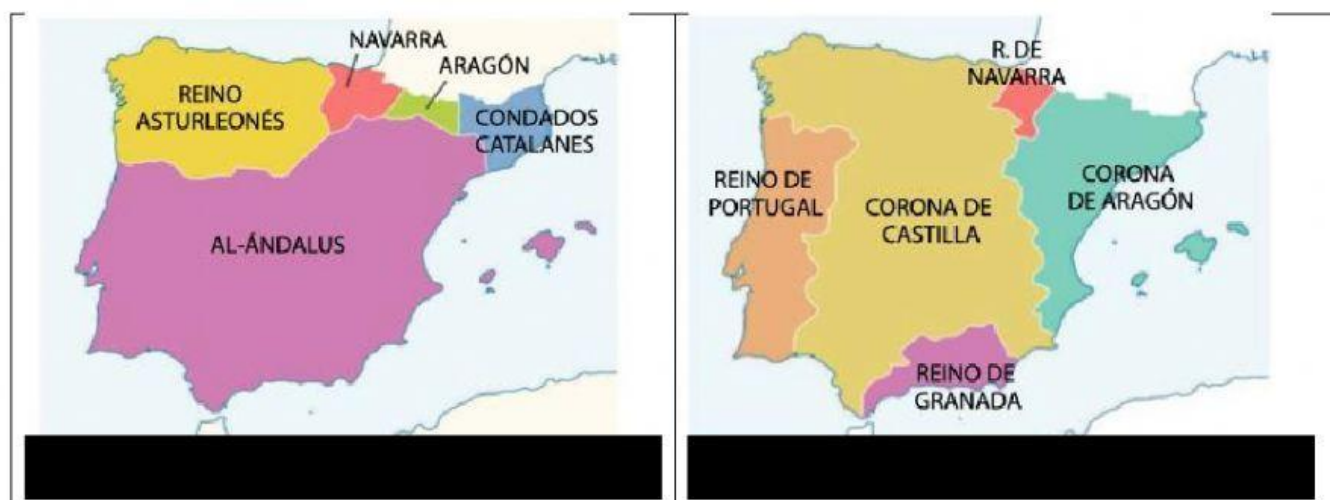 NAVARRA
ARAGÓN
REINO
ASTURLEONÉS
CONDADOS
CATALANES
AL-ÁNDALUS
R. DE
NAVARRA
CORONA
DE ARAGÓN
REINO DE
PORTUGAL
CORONA DE
CASTILLA
REINO DE
GRANADA